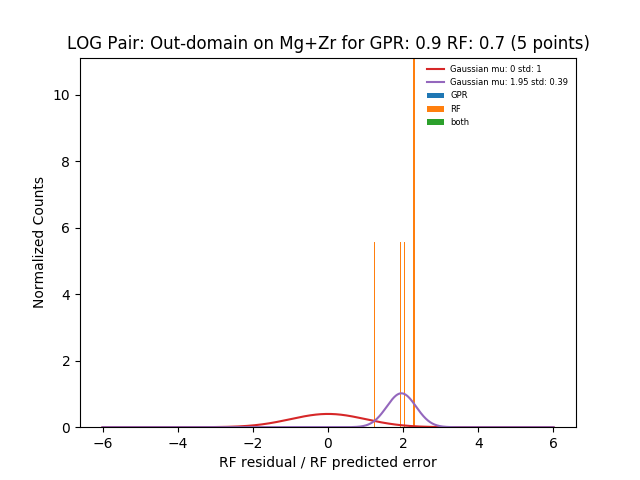 LOG Pair: Out-domain on Mg+Zr for GPR: 0.9 RF: 0.7 (5 points)
Gaussian mu: 0 std: 1
Gaussian mu: 1.95 std: 0.39
GPR
RF
both
10
8
6
4
2
0
Normalized Counts
−6
−4
−2
0
2
4
6
RF residual / RF predicted error